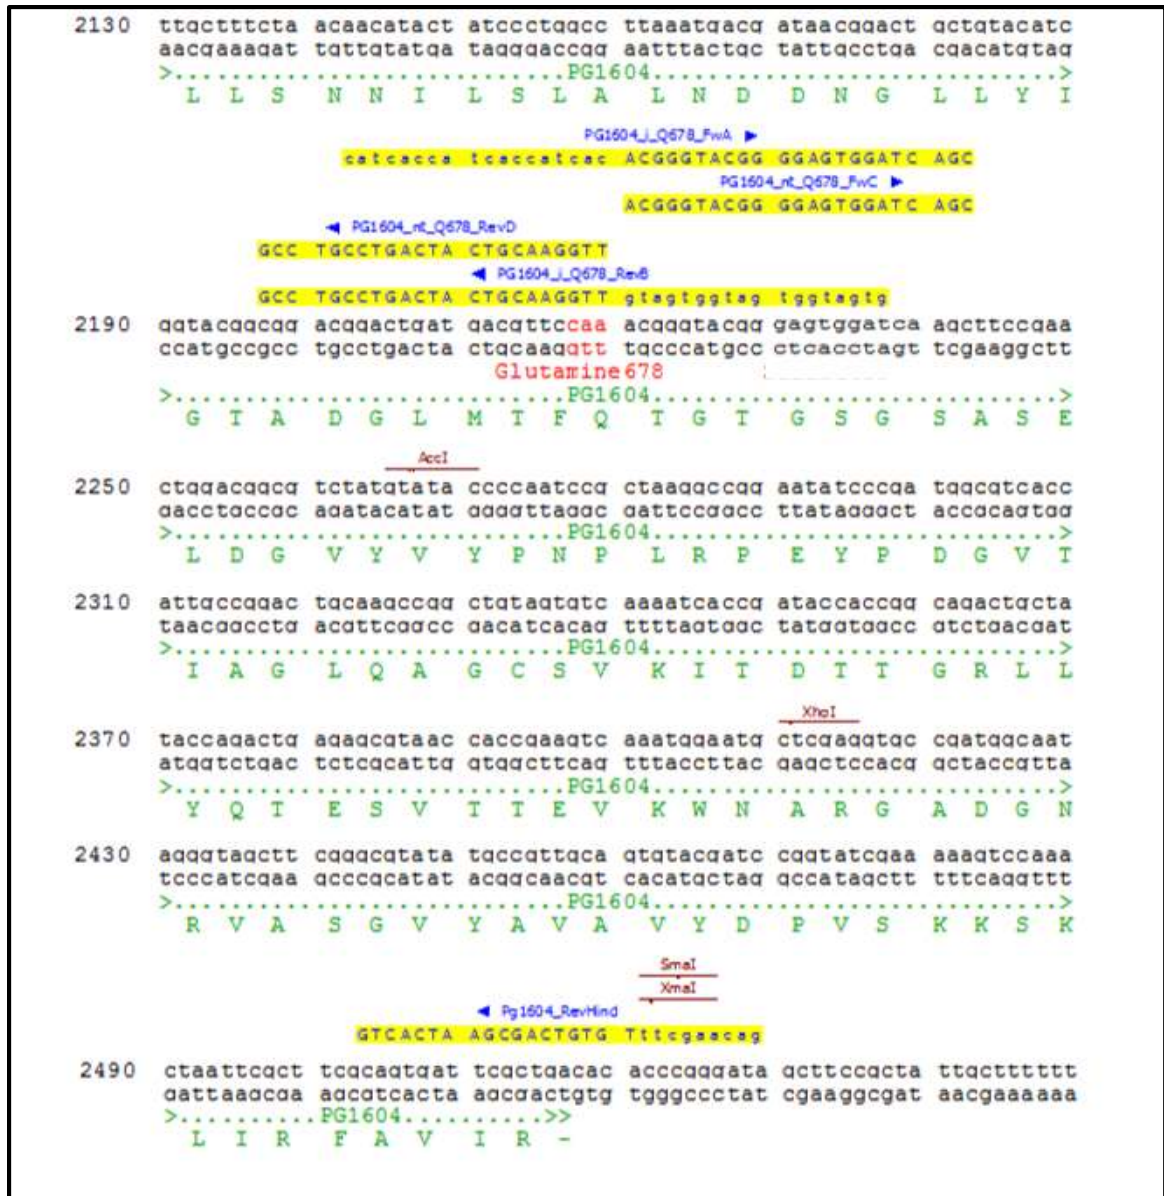 2130 ttgctttcta acaacatact atccctggcc ttaaatgacg ataacggact gctgtacatc
aacgaaagat tgttgtatga tagggaccgg aatttactgc tattgcctga cgacatgtag
>.............................PG1604.............................>
L L S N N I L S L A L N D D N G L L Y I
PG1604_i_Q678_FwA ►
catcacca tcaccatcac ACGGGTACGG GGAGTGGATC AGC
PG1604_nt_Q678_FwC ►
ACGGGTACGG GGAGTGGATC AGC
◄ PG1604_nt_Q678_RevD
GCC TGCCTGACTA CTGCAAGGTT
◄ PG1604_i_Q678_RevB
GCC TGCCTGACTA CTGCAAGGTT gtagtggtag tggtagtg
2190 ggtacggcgg acggactgat gacgttccaa acgggtacgg gagtggatca agcttccgaa
ccatgccgcc tgcctgacta ctgcaaggtt tgcccatgcc ctcacctagt tcgaaggctt
Glutamine678
>.............................PG1604.............................>
G T A D G L M T F Q T G T G S G S A S E
AccI
2250 ctggacggcg tctatgtata ccccaatccg ctaaggccgg aatatcccga tggcgtcacc
gacctgccgc agatacatat ggggttaggc gattccggcc ttatagggct accgcagtgg
>.............................PG1604.............................>
L D G V Y V Y P N P L R P E Y P D G V T
2310 attgccggac tgcaagccgg ctgtagtgtc aaaatcaccg ataccaccgg cagactgcta
taacggcctg acgttcggcc gacatcacag ttttagtggc tatggtggcc gtctgacgat
>.............................PG1604.............................>
I A G L Q A G C S V K I T D T T G R L L
XhoI
2370 taccagactg agagcgtaac caccgaagtc aaatggaatg ctcgaggtgc cgatggcaat
atggtctgac tctcgcattg gtggcttcag tttaccttac gagctccacg gctaccgtta
>.............................PG1604.............................>
Y Q T E S V T T E V K W N A R G A D G N
2430 agggtagctt cgggcgtata tgccgttgca gtgtacgatc cggtatcgaa aaagtccaaa
tcccatcgaa gcccgcatat acggcaacgt cacatgctag gccatagctt tttcaggttt
>.............................PG1604.............................>
R V A S G V Y A V A V Y D P V S K K S K
SmaI
XmaI
◄ Pg1604_RevHind
GTCACTA AGCGACTGTG Tttcgaacag
2490 ctaattcgct tcgcagtgat tcgctgacac acccgggata gcttccgcta ttgctttttt
gattaagcga agcgtcacta agcgactgtg tgggccctat cgaaggcgat aacgaaaaaa
>..........PG1604..........>>
L I R F A V I R -